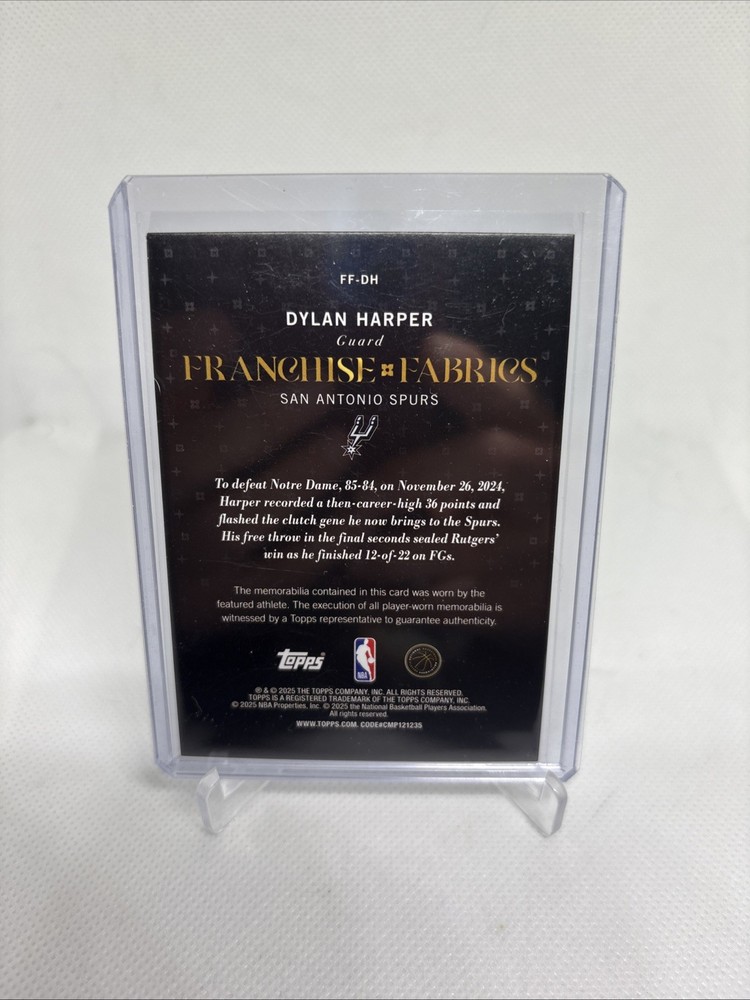 FF-DH
DYLAN HARPER
Guard
FRANCHISE FABRICS
SAN ANTONIO SPURS
To defeat Notre Dame, 85-84, on November 26, 2024,
Harper recorded a then-career-high 36 points and
flashed the clutch gene he now brings to the Spurs.
His free throw in the final seconds sealed Rutgers'
win as he finished 12-of-22 on FGs.
The memorabilia contained in this card was worn by the
featured athlete. The execution of all player-worn memorabilia is
witnessed by a Topps representative to guarantee authenticity.
Topps NBA
® & © 2025 THE TOPPS COMPANY, INC. ALL RIGHTS RESERVED.
TOPPS IS A REGISTERED TRADEMARK OF THE TOPPS COMPANY, INC.
© 2025 NBA Properties, Inc. © 2025 the National Basketball Players Association.
All rights reserved.
WWW.TOPPS.COM. CODE#CMP121235